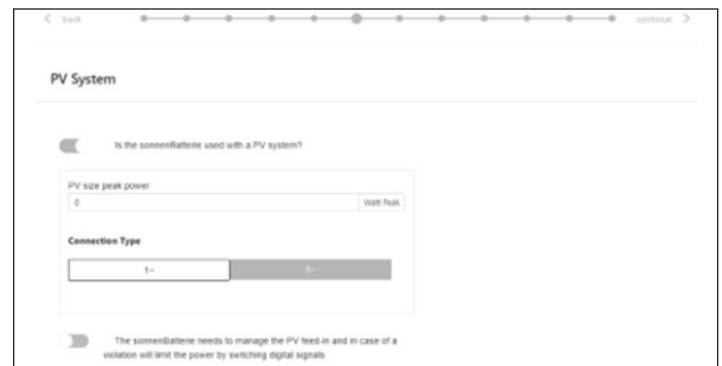 back
continue
PV System
Is the sonnenBatterie used with a PV system?
PV size peak power
0
Watt Peak
Connection Type
1~
3~
The sonnenBatterie needs to manage the PV feed-in and in case of a
violation will limit the power by switching digital signals.